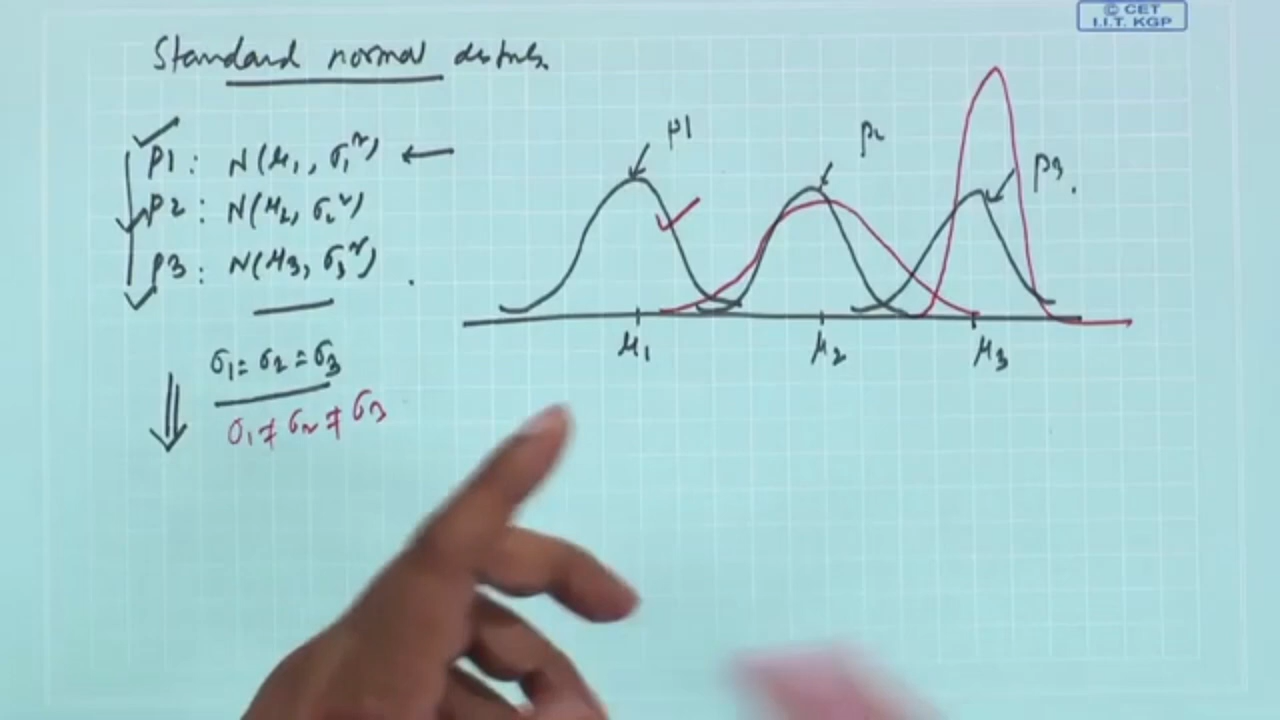 © CET
I.I.T. KGP
Standard normal distrib.
P1 : N(μ₁, σ₁²) ←
P2 : N(μ₂, σ₂²)
P3 : N(μ₃, σ₃²)
σ₁ = σ₂ = σ₃
σ₁ ≠ σ₂ ≠ σ₃
P1
P2
P3.
μ₁
μ₂
μ₃